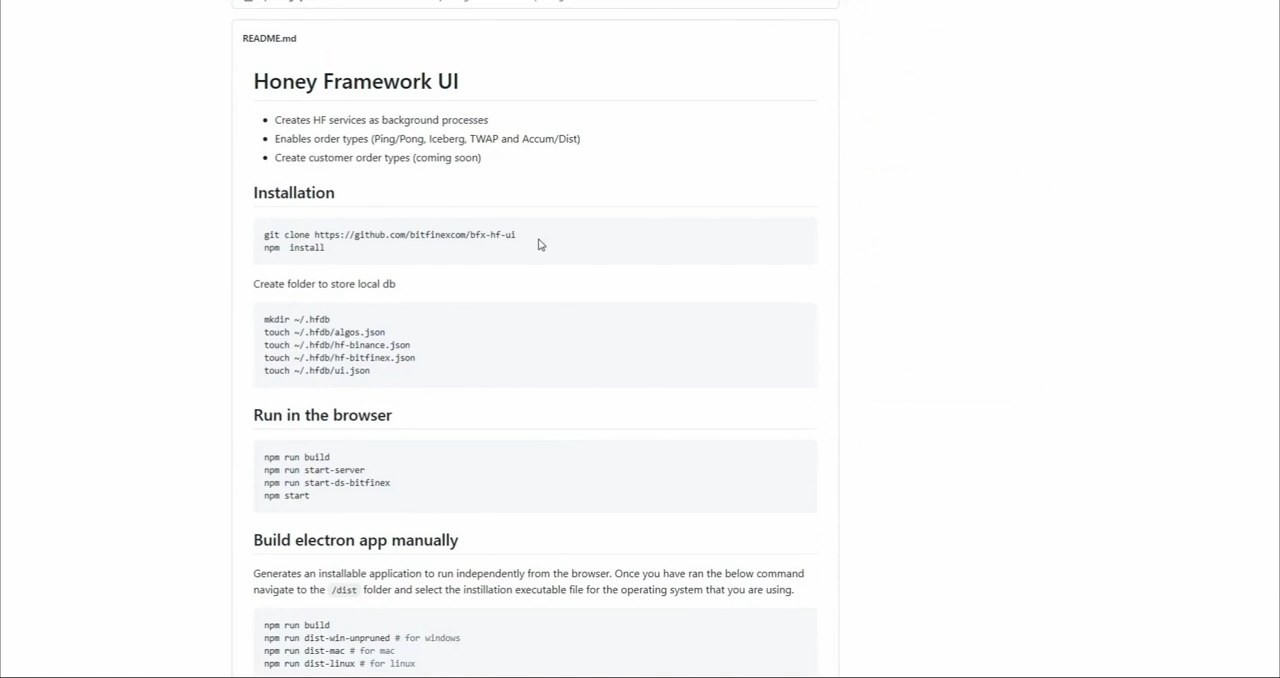 README.md
Honey Framework UI
Creates HF services as background processes
Enables order types (Ping/Pong, Iceberg, TWAP and Accum/Dist)
Create customer order types (coming soon)
Installation
git clone https://github.com/bitfinexcom/bfx-hf-ui
npm  install
Create folder to store local db
mkdir ~/.hfdb
touch ~/.hfdb/algos.json
touch ~/.hfdb/hf-binance.json
touch ~/.hfdb/hf-bitfinex.json
touch ~/.hfdb/ui.json
Run in the browser
npm run build
npm run start-server
npm run start-ds-bitfinex
npm start
Build electron app manually
Generates an installable application to run independently from the browser. Once you have ran the below command
navigate to the /dist folder and select the instillation executable file for the operating system that you are using.
npm run build
npm run dist-win-unpruned # for windows
npm run dist-mac # for mac
npm run dist-linux # for linux